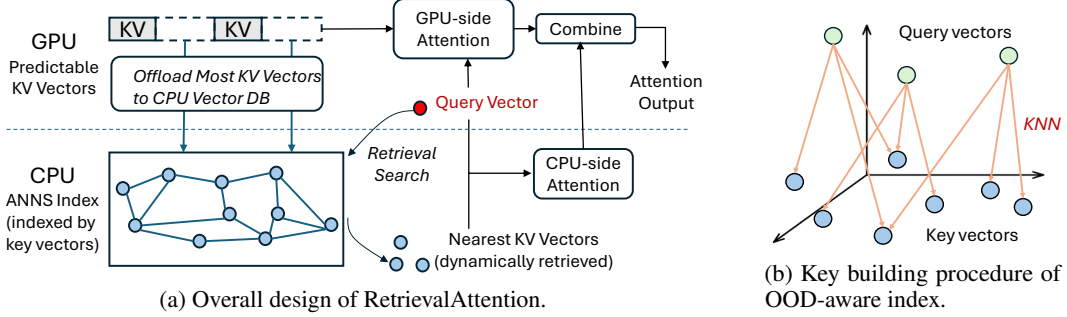 KV
KV
GPU
Predictable
KV Vectors
Offload Most KV Vectors
to CPU Vector DB
GPU-side
Attention
Combine
Attention
Output
Query Vector
Retrieval
Search
CPU
ANNS Index
(indexed by
key vectors)
CPU-side
Attention
Nearest KV Vectors
(dynamically retrieved)
(a) Overall design of RetrievalAttention.
Query vectors
KNN
Key vectors
(b) Key building procedure of
OOD-aware index.